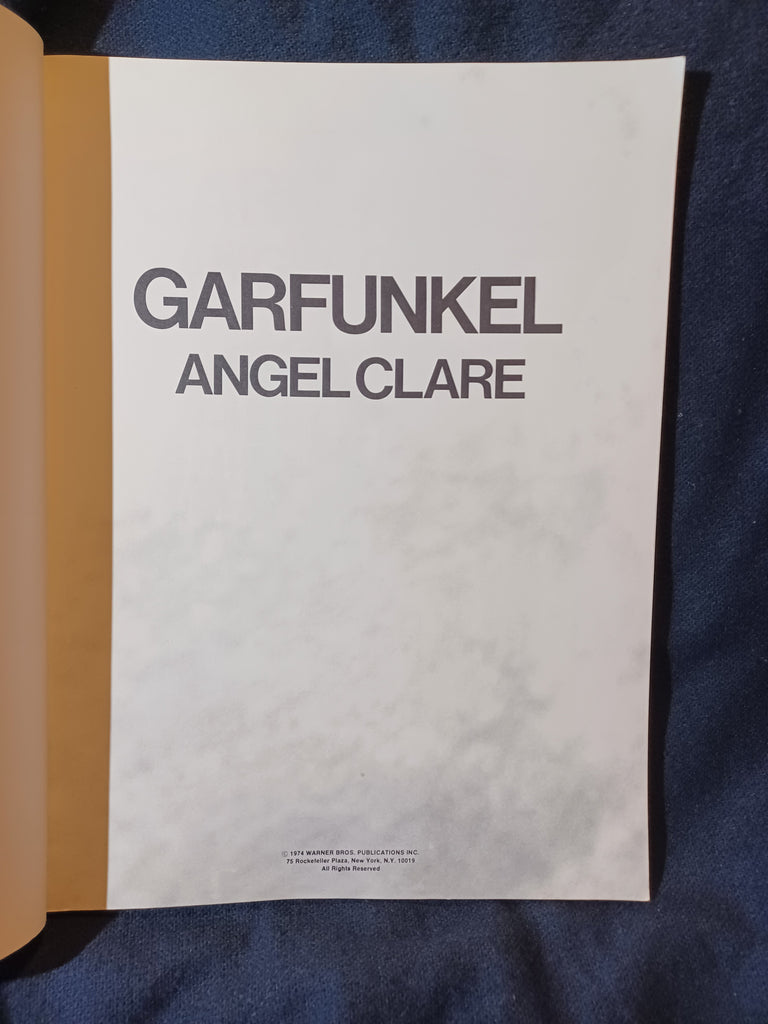 GARFUNKEL
ANGEL CLARE
© 1974 WARNER BROS. PUBLICATIONS INC.
75 Rockefeller Plaza, New York, N.Y. 10019
All Rights Reserved